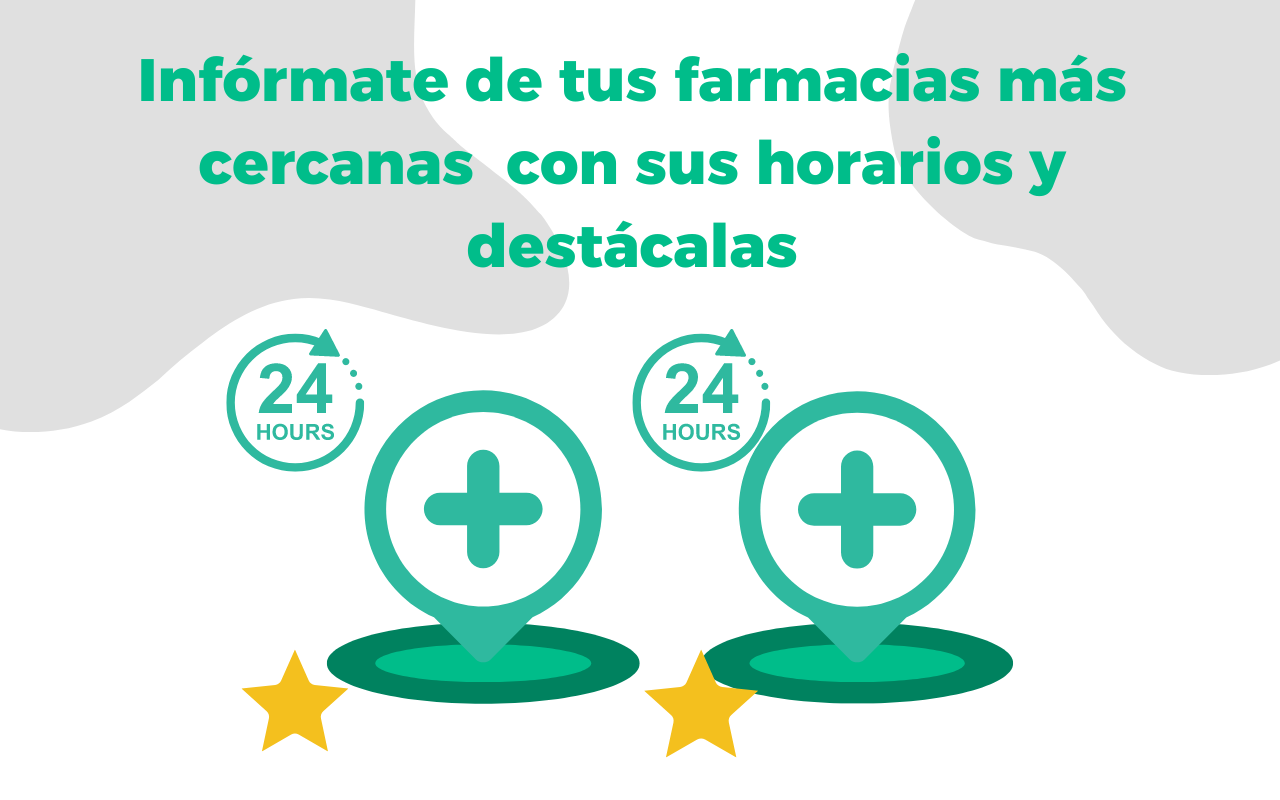 Infórmate de tus farmacias más
cercanas  con sus horarios y
destácalas
24
HOURS
24
HOURS